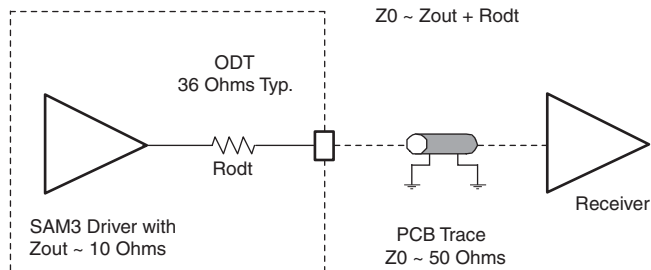 Z0 ~ Zout + Rodt
ODT
36 Ohms Typ.
Rodt
Receiver
SAM3 Driver with
Zout ~ 10 Ohms
PCB Trace
Z0 ~ 50 Ohms